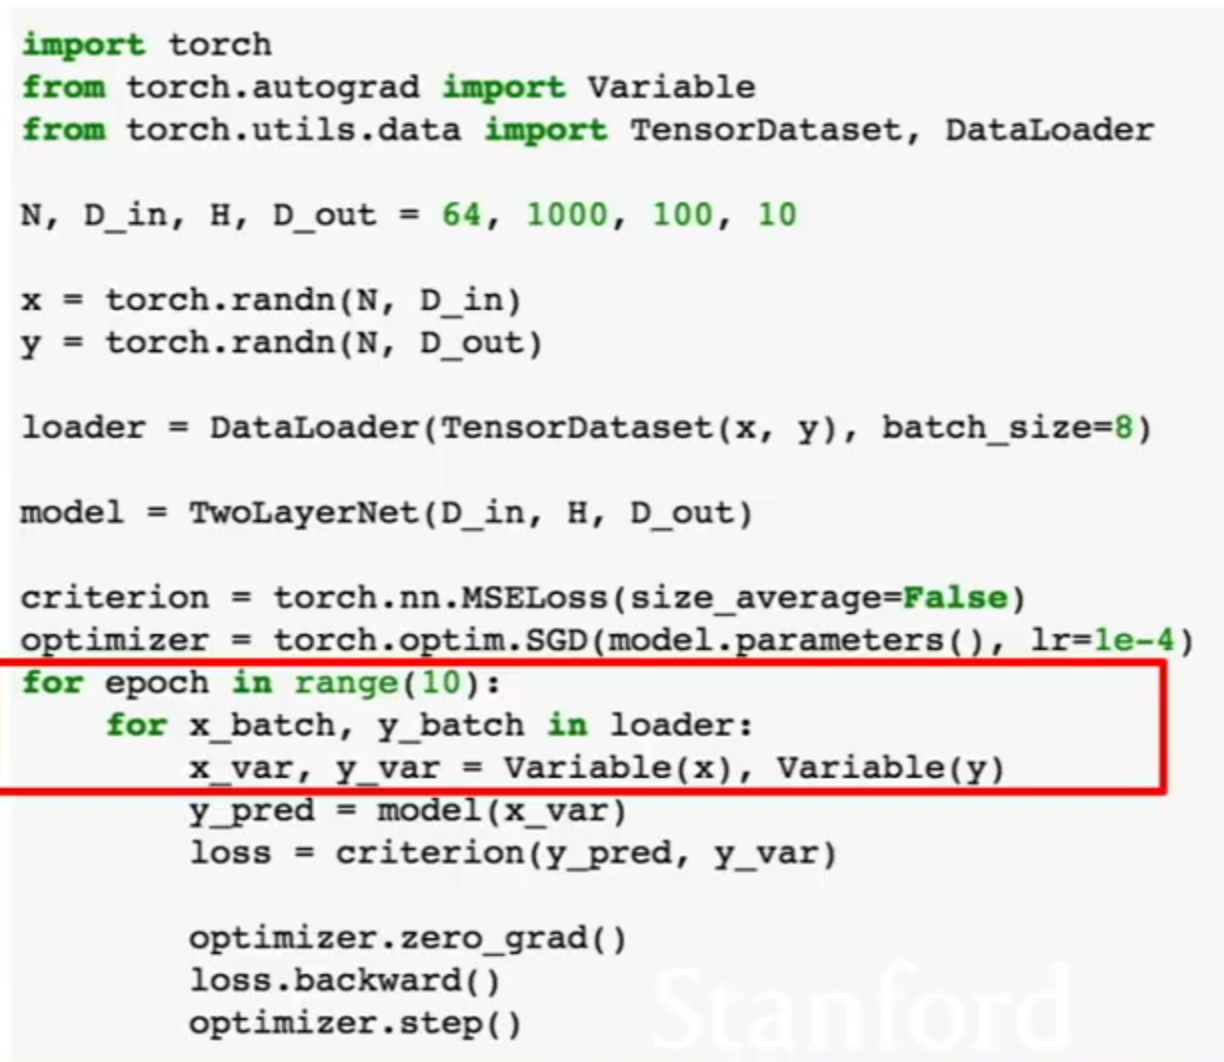 import torch
from torch.autograd import Variable
from torch.utils.data import TensorDataset, DataLoader
N, D_in, H, D_out = 64, 1000, 100, 10
x = torch.randn(N, D_in)
y = torch.randn(N, D_out)
loader = DataLoader(TensorDataset(x, y), batch_size=8)
model = TwoLayerNet(D_in, H, D_out)
criterion = torch.nn.MSELoss(size_average=False)
optimizer = torch.optim.SGD(model.parameters(), lr=1e-4)
for epoch in range(10):
    for x_batch, y_batch in loader:
        x_var, y_var = Variable(x), Variable(y)
        y_pred = model(x_var)
        loss = criterion(y_pred, y_var)
        optimizer.zero_grad()
        loss.backward()
        optimizer.step()
Stanford